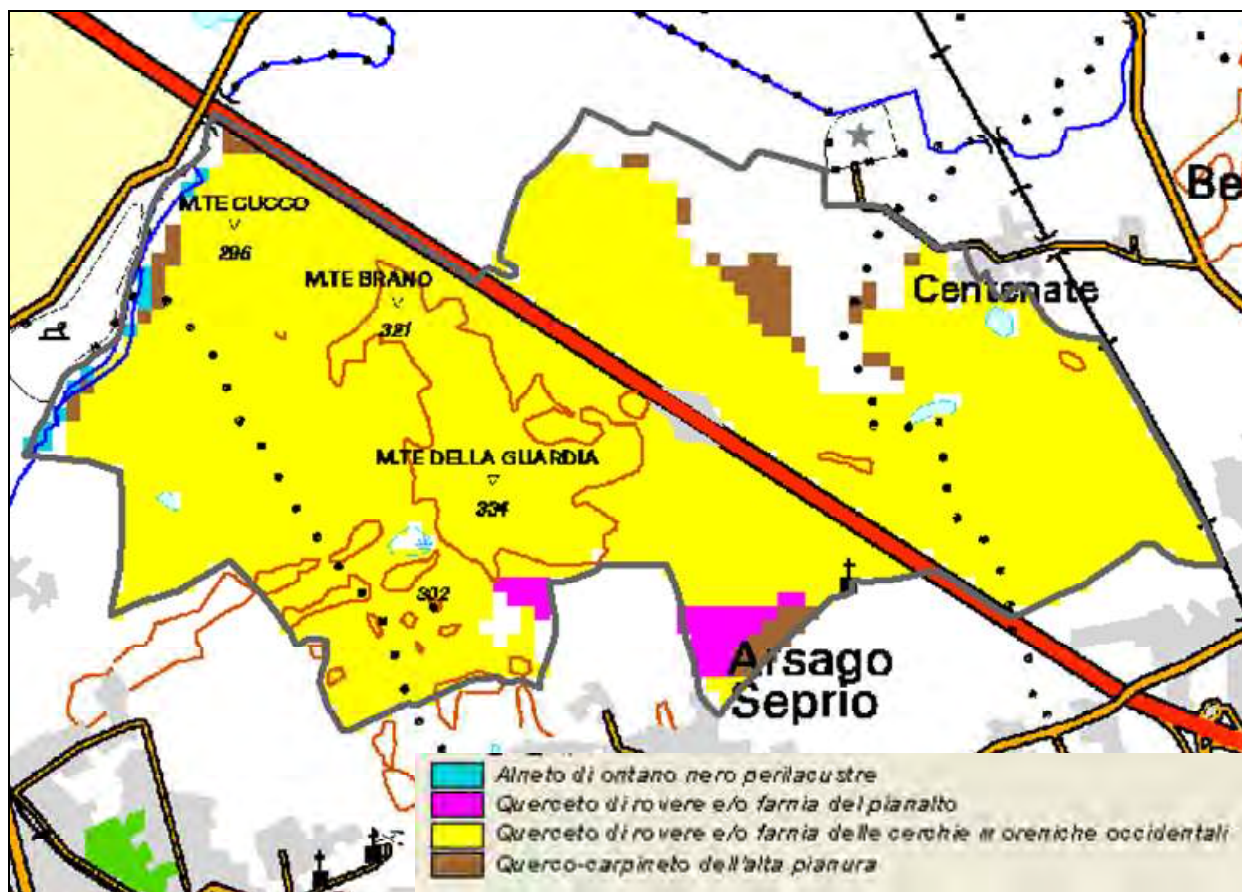 M.TE CUCCO
296
M.TE BRANO
321
Be
Centenate
M.TE DELLA GUARDIA
334
302
Arsago
Seprio
Alneto di ontano nero perilacustre
Querceto di rovere e/o farnia del pianalto
Querceto di rovere e/o farnia delle cerchie moreniche occidentali
Querco-carpineto dell'alta pianura